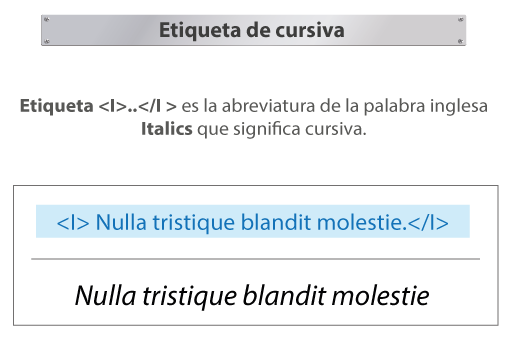 Etiqueta de cursiva
Etiqueta <I>..</I > es la abreviatura de la palabra inglesa
Italics que significa cursiva.
<I> Nulla tristique blandit molestie.</I>
Nulla tristique blandit molestie